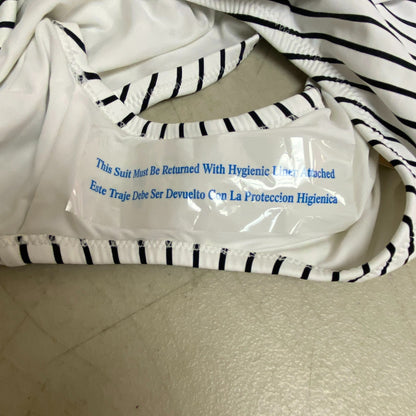 This Suit Must Be Returned With Hygienic Liner Attached
Este Traje Debe Ser Devuelto Con La Proteccion Higienica